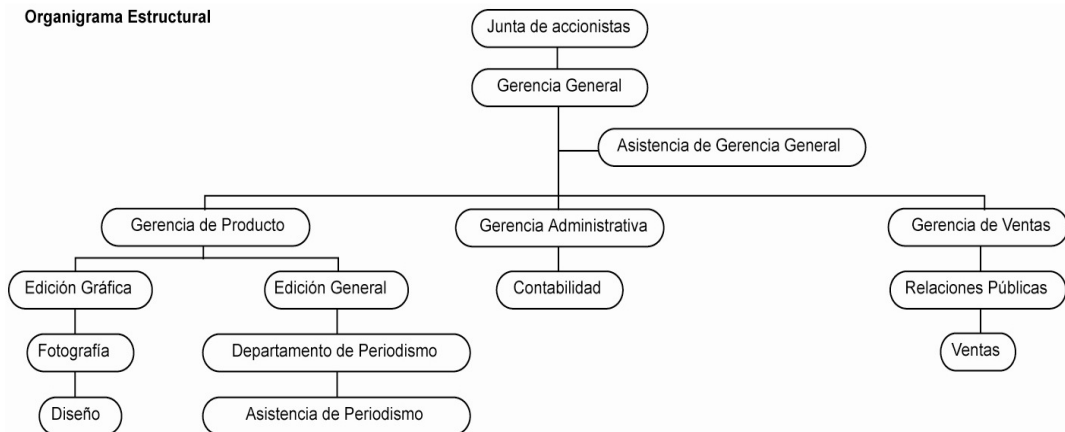 Organigrama Estructural
Junta de accionistas
Gerencia General
Asistencia de Gerencia General
Gerencia de Producto
Gerencia Administrativa
Gerencia de Ventas
Edición Gráfica
Edición General
Contabilidad
Relaciones Públicas
Fotografía
Departamento de Periodismo
Ventas
Diseño
Asistencia de Periodismo